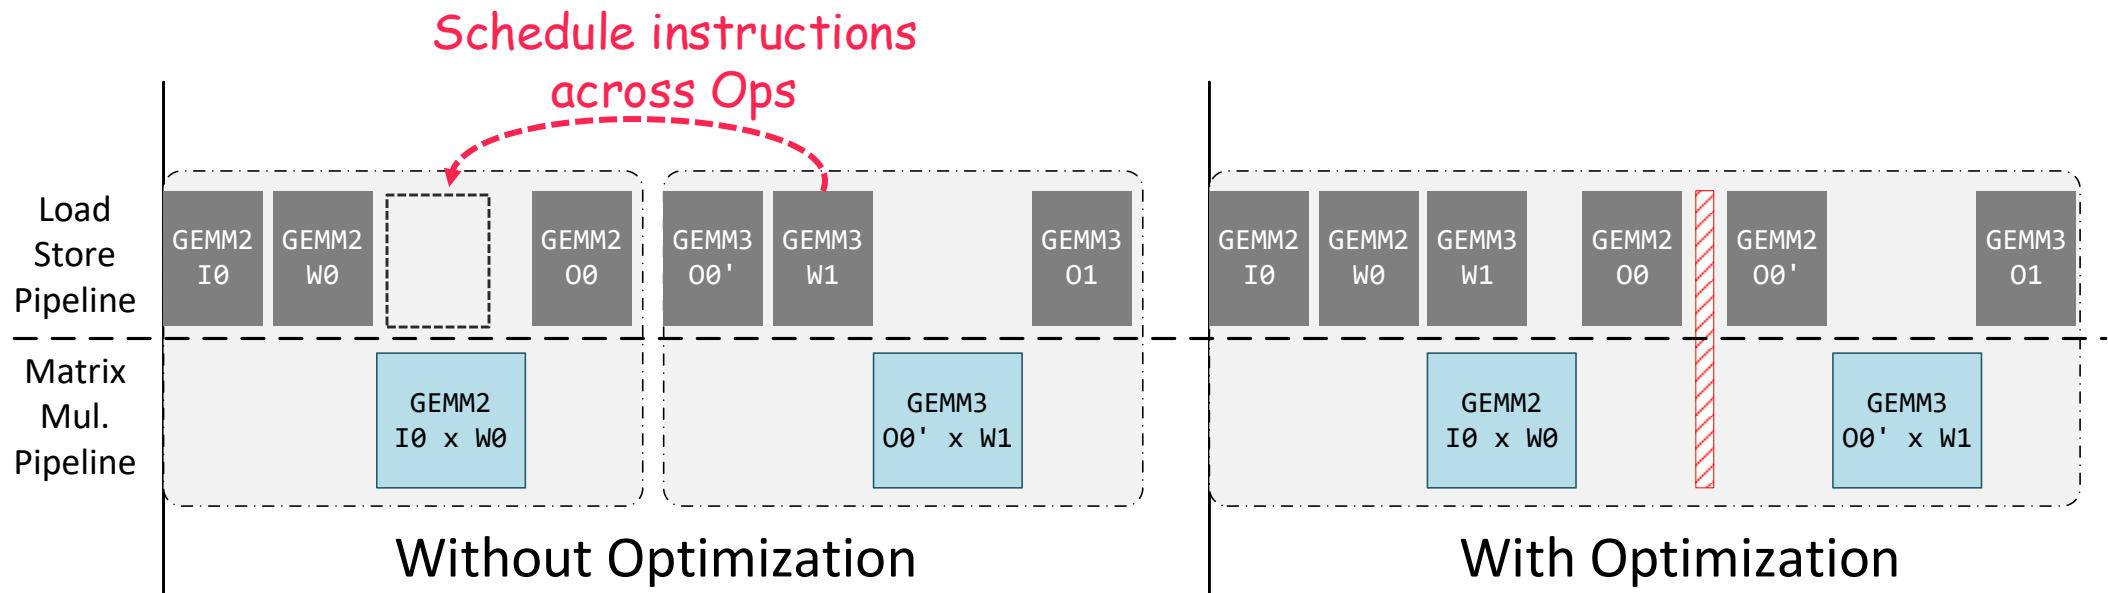 Schedule instructions
across Ops
Load
Store
Pipeline
GEMM2
I0
GEMM2
W0
GEMM2
O0
GEMM3
O0'
GEMM3
W1
GEMM3
O1
GEMM2
I0
GEMM2
W0
GEMM3
W1
GEMM2
O0
GEMM2
O0'
GEMM3
O1
Matrix
Mul.
Pipeline
GEMM2
I0 x W0
GEMM3
O0' x W1
GEMM2
I0 x W0
GEMM3
O0' x W1
Without Optimization
With Optimization